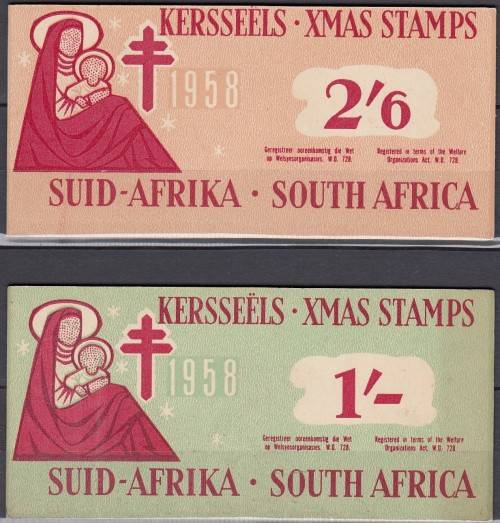 KERSSEËLS · XMAS STAMPS
1958
2'6
Geregistreer ooreenkomstig die Wet
op Welsynsorganisasies. W.O. 728.
Registered in terms of the Welfare
Organizations Act. W.O. 728.
SUID-AFRIKA · SOUTH AFRICA
KERSSEËLS · XMAS STAMPS
1958
1'-
Geregistreer ooreenkomstig die Wet
op Welsynsorganisasies. W.O. 728.
Registered in terms of the Welfare
Organizations Act. W.O. 728.
SUID-AFRIKA · SOUTH AFRICA